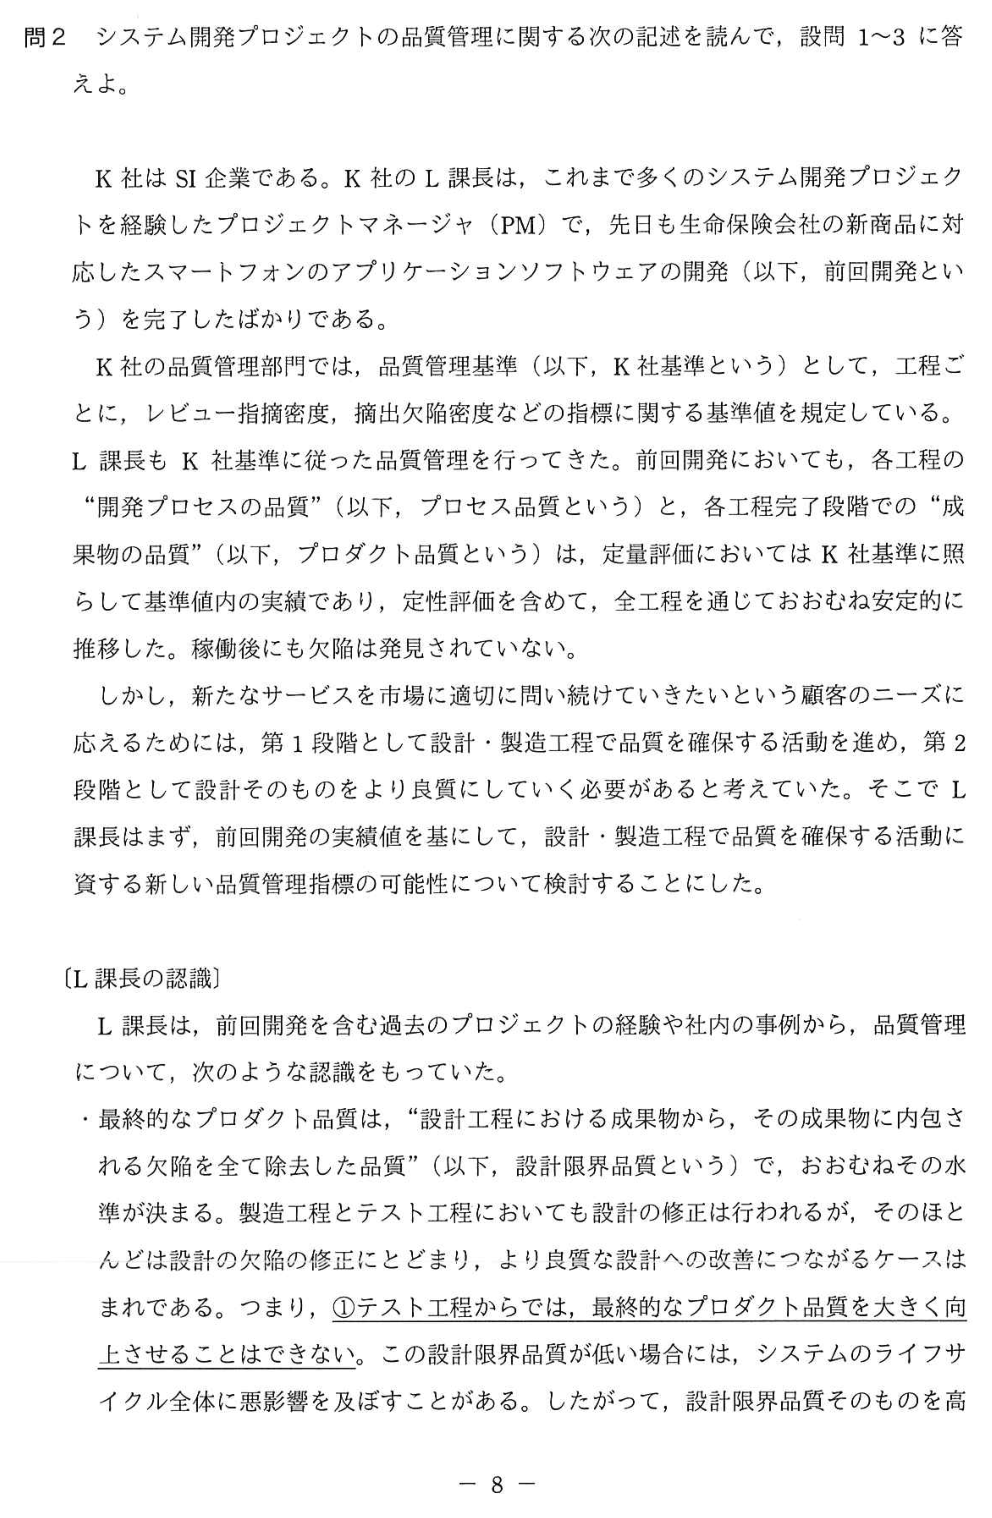 問2　システム開発プロジェクトの品質管理に関する次の記述を読んで，設問 1～3 に答
えよ。
K 社は SI 企業である。K 社の L 課長は，これまで多くのシステム開発プロジェク
トを経験したプロジェクトマネージャ（PM）で，先日も生命保険会社の新商品に対
応したスマートフォンのアプリケーションソフトウェアの開発（以下，前回開発とい
う）を完了したばかりである。
K 社の品質管理部門では，品質管理基準（以下，K 社基準という）として，工程ご
とに，レビュー指摘密度，摘出欠陥密度などの指標に関する基準値を規定している。
L 課長も K 社基準に従った品質管理を行ってきた。前回開発においても，各工程の
“開発プロセスの品質”（以下，プロセス品質という）と，各工程完了段階での“成
果物の品質”（以下，プロダクト品質という）は，定量評価においては K 社基準に照
らして基準値内の実績であり，定性評価を含めて，全工程を通じておおむね安定的に
推移した。稼働後にも欠陥は発見されていない。
しかし，新たなサービスを市場に適切に問い続けていきたいという顧客のニーズに
応えるためには，第 1 段階として設計・製造工程で品質を確保する活動を進め，第 2
段階として設計そのものをより良質にしていく必要があると考えていた。そこで L
課長はまず，前回開発の実績値を基にして，設計・製造工程で品質を確保する活動に
資する新しい品質管理指標の可能性について検討することにした。
〔L 課長の認識〕
L 課長は，前回開発を含む過去のプロジェクトの経験や社内の事例から，品質管理
について，次のような認識をもっていた。
・最終的なプロダクト品質は，“設計工程における成果物から，その成果物に内包さ
れる欠陥を全て除去した品質”（以下，設計限界品質という）で，おおむねその水
準が決まる。製造工程とテスト工程においても設計の修正は行われるが，そのほと
んどは設計の欠陥の修正にとどまり，より良質な設計への改善につながるケースは
まれである。つまり，①テスト工程からでは，最終的なプロダクト品質を大きく向
上させることはできない。この設計限界品質が低い場合には，システムのライフサ
イクル全体に悪影響を及ぼすことがある。したがって，設計限界品質そのものを高
－ 8 －